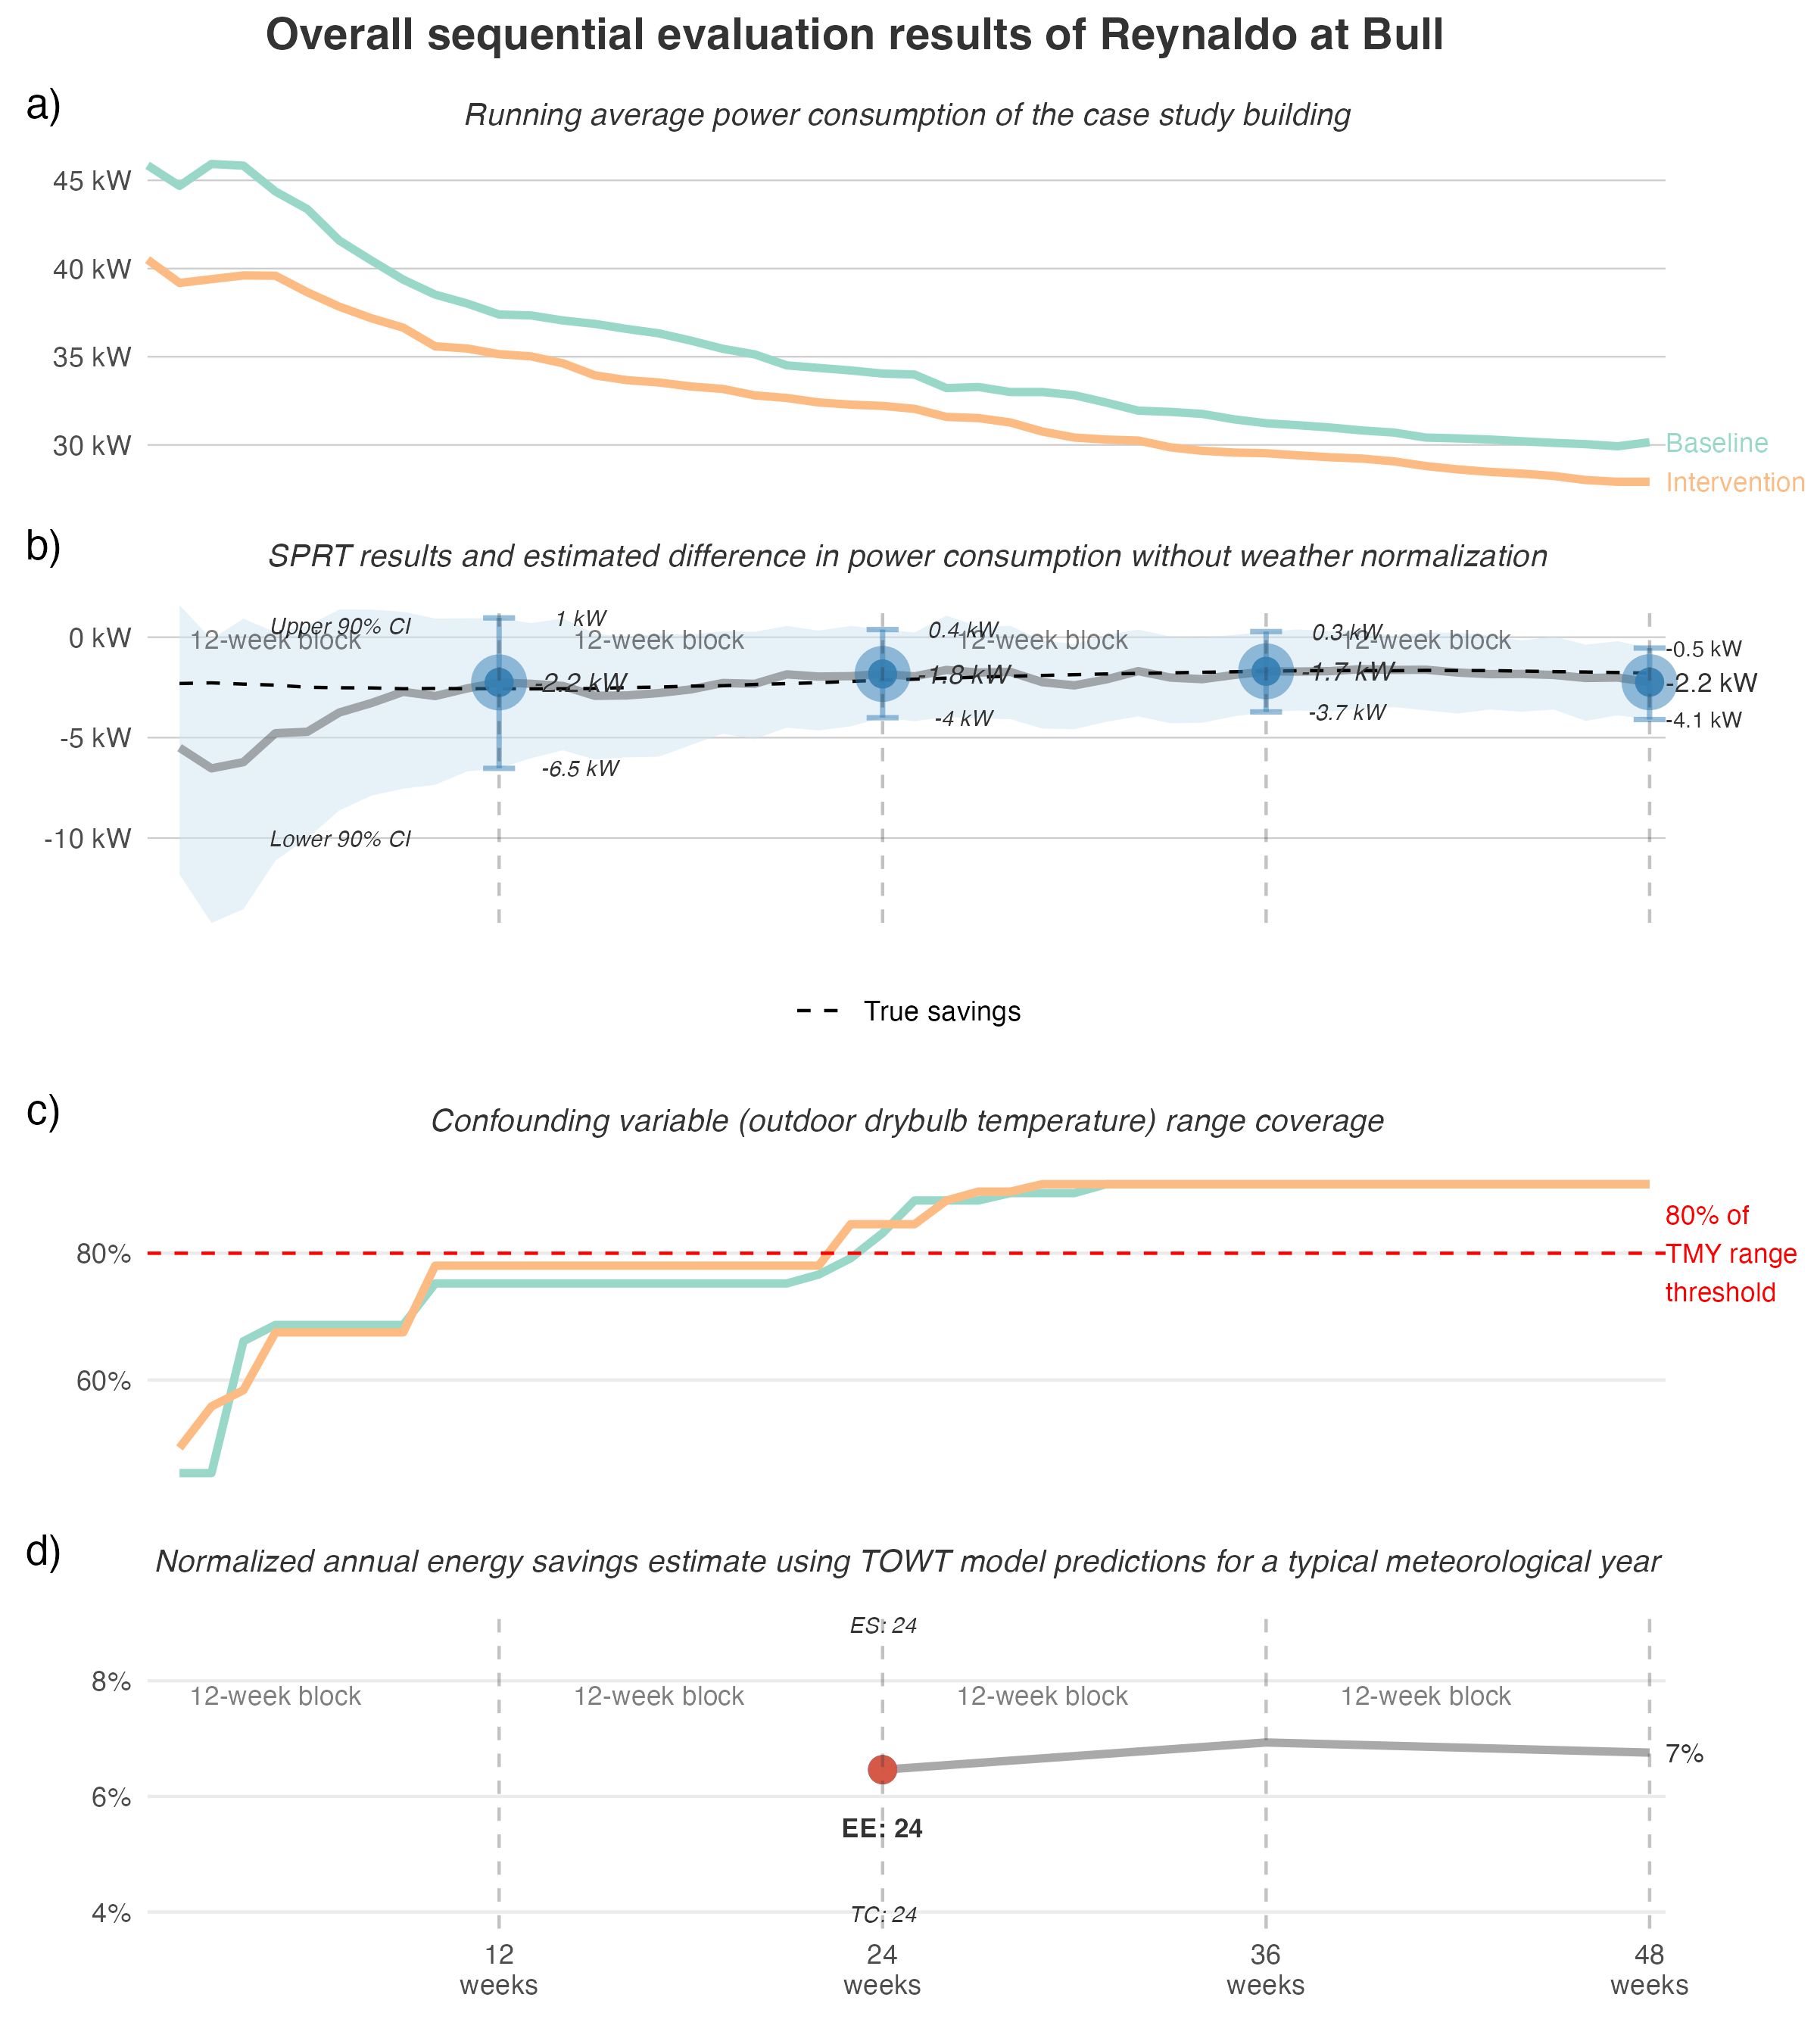 Overall sequential evaluation results of Reynaldo at Bull
a)
Running average power consumption of the case study building
45 kW
40 kW
35 kW
30 kW
Baseline
Intervention
b)
SPRT results and estimated difference in power consumption without weather normalization
Upper 90% CI
1 kW
0.4 kW
0.3 kW
0 kW
12-week block
12-week block
12-week block
12-week block
-0.5 kW
-2.2 kW
-1.8 kW
-1.7 kW
-2.2 kW
-4 kW
-3.7 kW
-4.1 kW
-5 kW
-6.5 kW
-10 kW
Lower 90% CI
True savings
c)
Confounding variable (outdoor drybulb temperature) range coverage
80%
60%
80% of
TMY range
threshold
d)
Normalized annual energy savings estimate using TOWT model predictions for a typical meteorological year
ES: 24
8%
12-week block
12-week block
12-week block
12-week block
7%
6%
EE: 24
4%
TC: 24
12
weeks
24
weeks
36
weeks
48
weeks